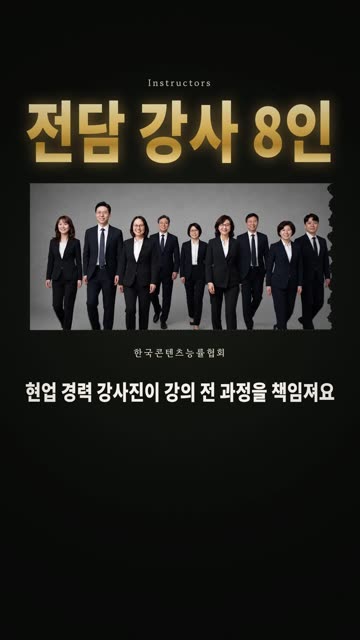 Instructors
전담 강사 8인
한국콘텐츠능률협회
현업 경력 강사진이 강의 전 과정을 책임져요